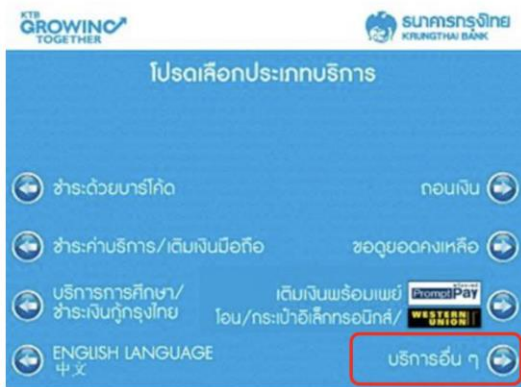 KTB
GROWING
TOGETHER
ธนาคารกรุงไทย
KRUNGTHAI BANK
โปรดเลือกประเภทบริการ
ชำระด้วยบาร์โค้ด
ถอนเงิน
ชำระค่าบริการ/เติมเงินมือถือ
ขอดูยอดคงเหลือ
บริการการศึกษา/
ชำระเงินกู้กรุงไทย
เติมเงินพร้อมเพย์ PromptPay
โอน/กระเป๋าอิเล็กทรอนิกส์/ WESTERN UNION
ENGLISH LANGUAGE
中文
บริการอื่น ๆ